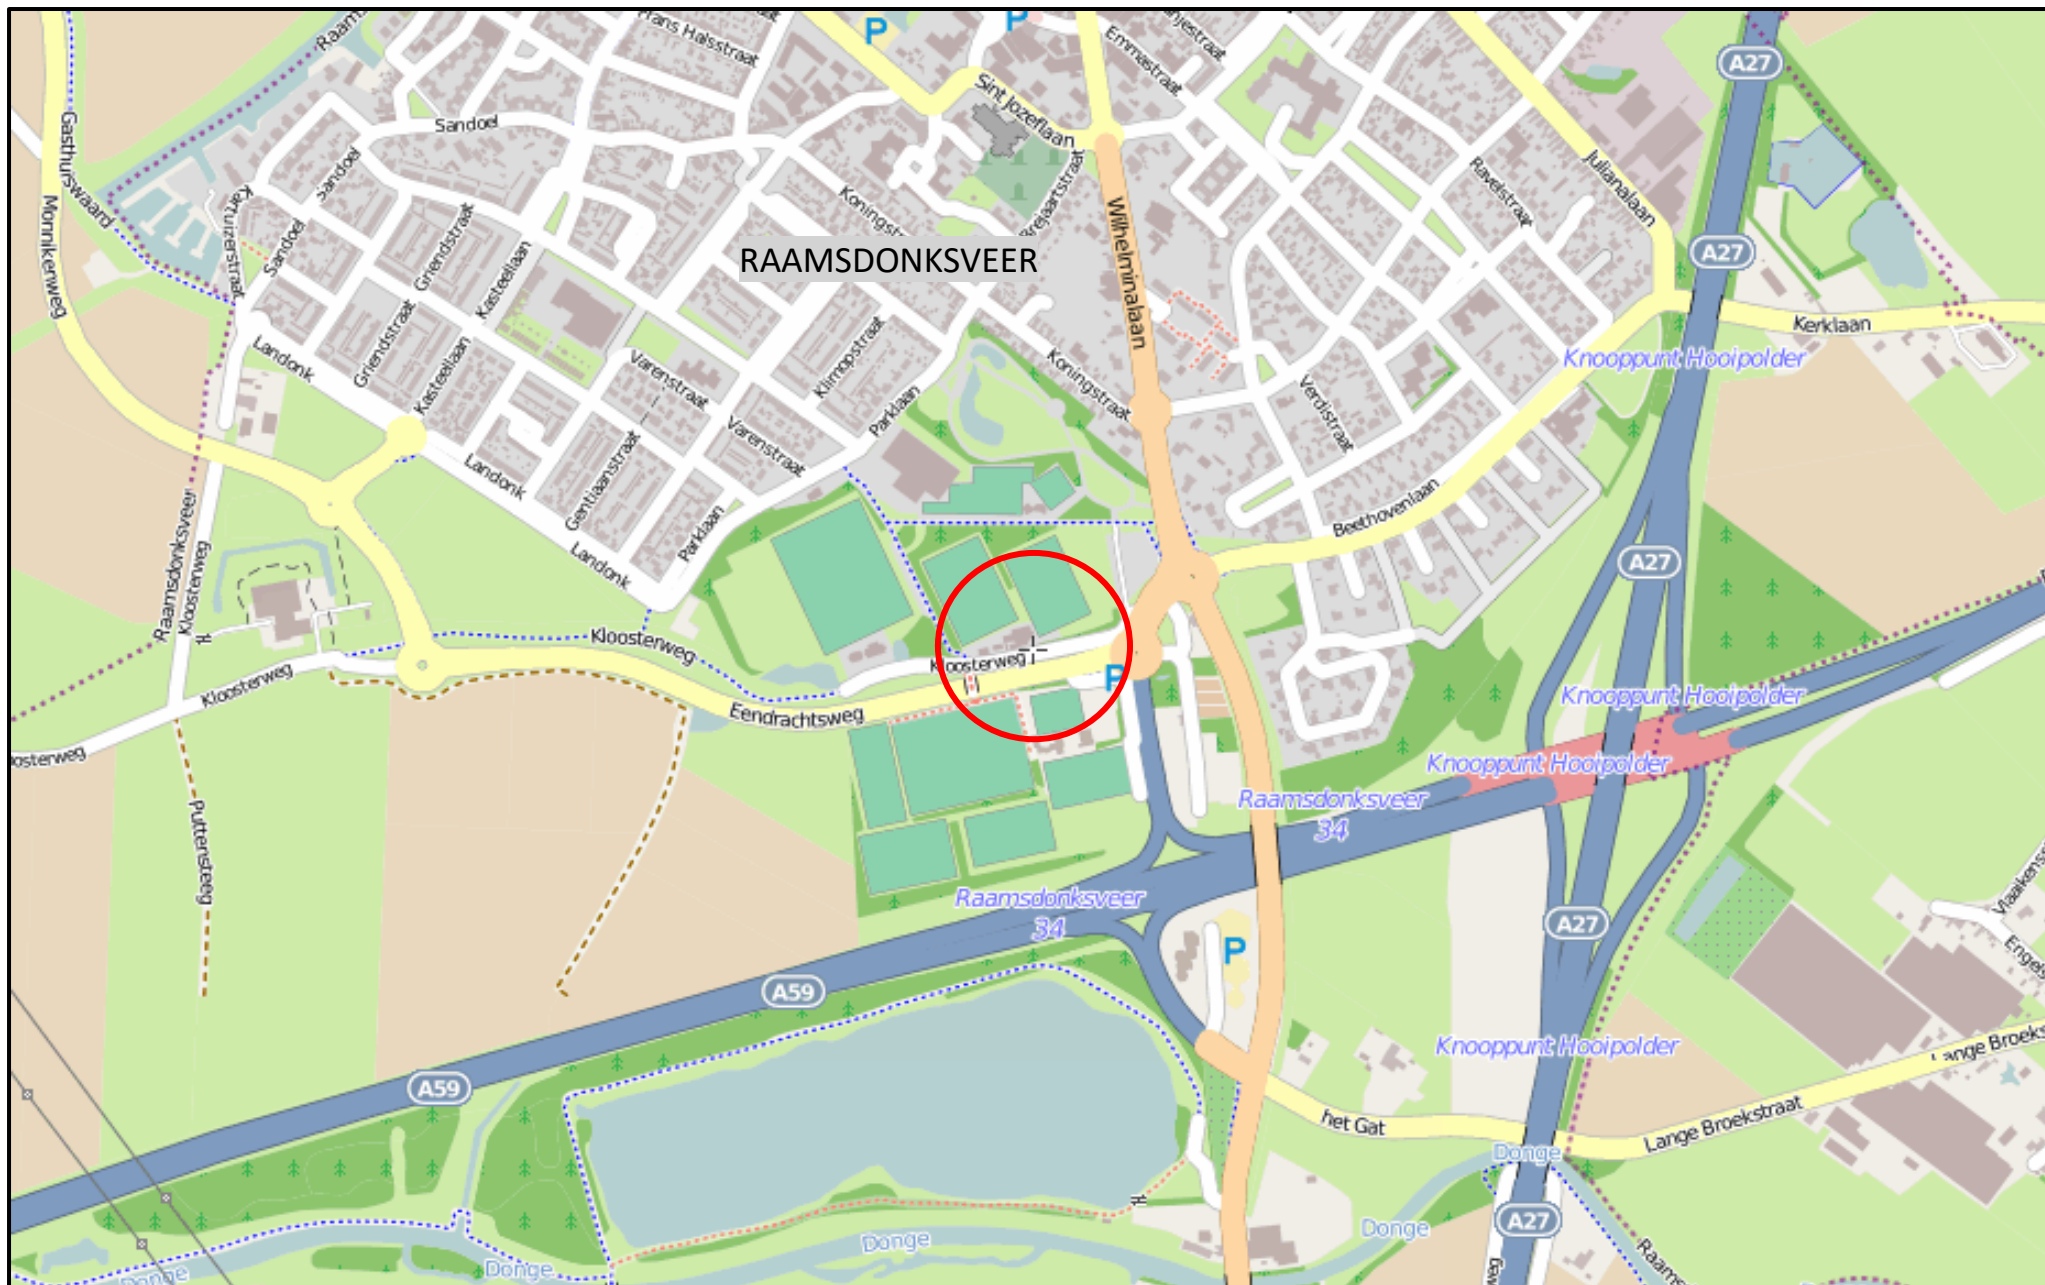 P
P
Frans Halsstraat
Emmastraat
A27
Gasthuiswaard
Sandoel
Sint Jozeflaan
Sandoel
Julianalaan
Ravelstraat
Monnikenweg
Kartuizerstraat
Sandoel
Griendstraat
Kasteellaan
RAAMSDONKSVEER
Wilhelminalaan
A27
Kerklaan
Knooppunt Hooipolder
Landonk
Griendstraat
Kasteellaan
Varenstraat
Klimopstraat
Parklaan
Koningstraat
Verdistraat
Varenstraat
Landonk
Gentiaanstraat
Parklaan
Beethovenlaan
Landonk
A27
Raamsdonksveer
Kloosterweg
Kloosterweg
Kloosterweg
Kloosterweg
P
Eendrachtsweg
Knooppunt Hooipolder
Knooppunt Hooipolder
Raamsdonksveer
34
Puttensteeg
Raamsdonksveer
34
A27
P
A59
Knooppunt Hooipolder
A59
het Gat
Lange Broekstraat
Donge
A27
Donge
Donge
Donge
Donge